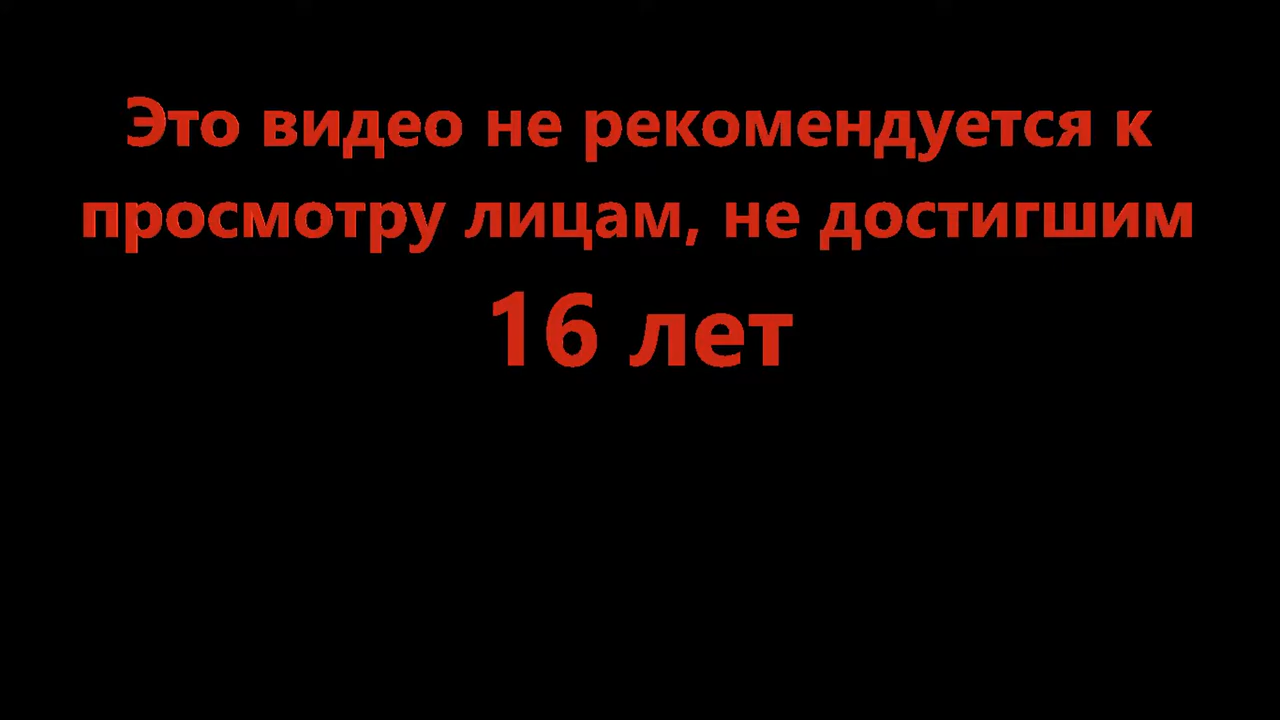 Это видео не рекомендуется к
просмотру лицам, не достигшим
16 лет